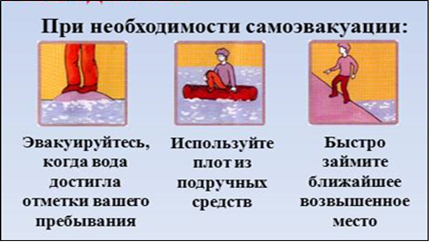 При необходимости самоэвакуации:
Эвакуируйтесь,
когда вода
достигла
отметки вашего
пребывания
Используйте
плот из
подручных
средств
Быстро
займите
ближайшее
возвышенное
место